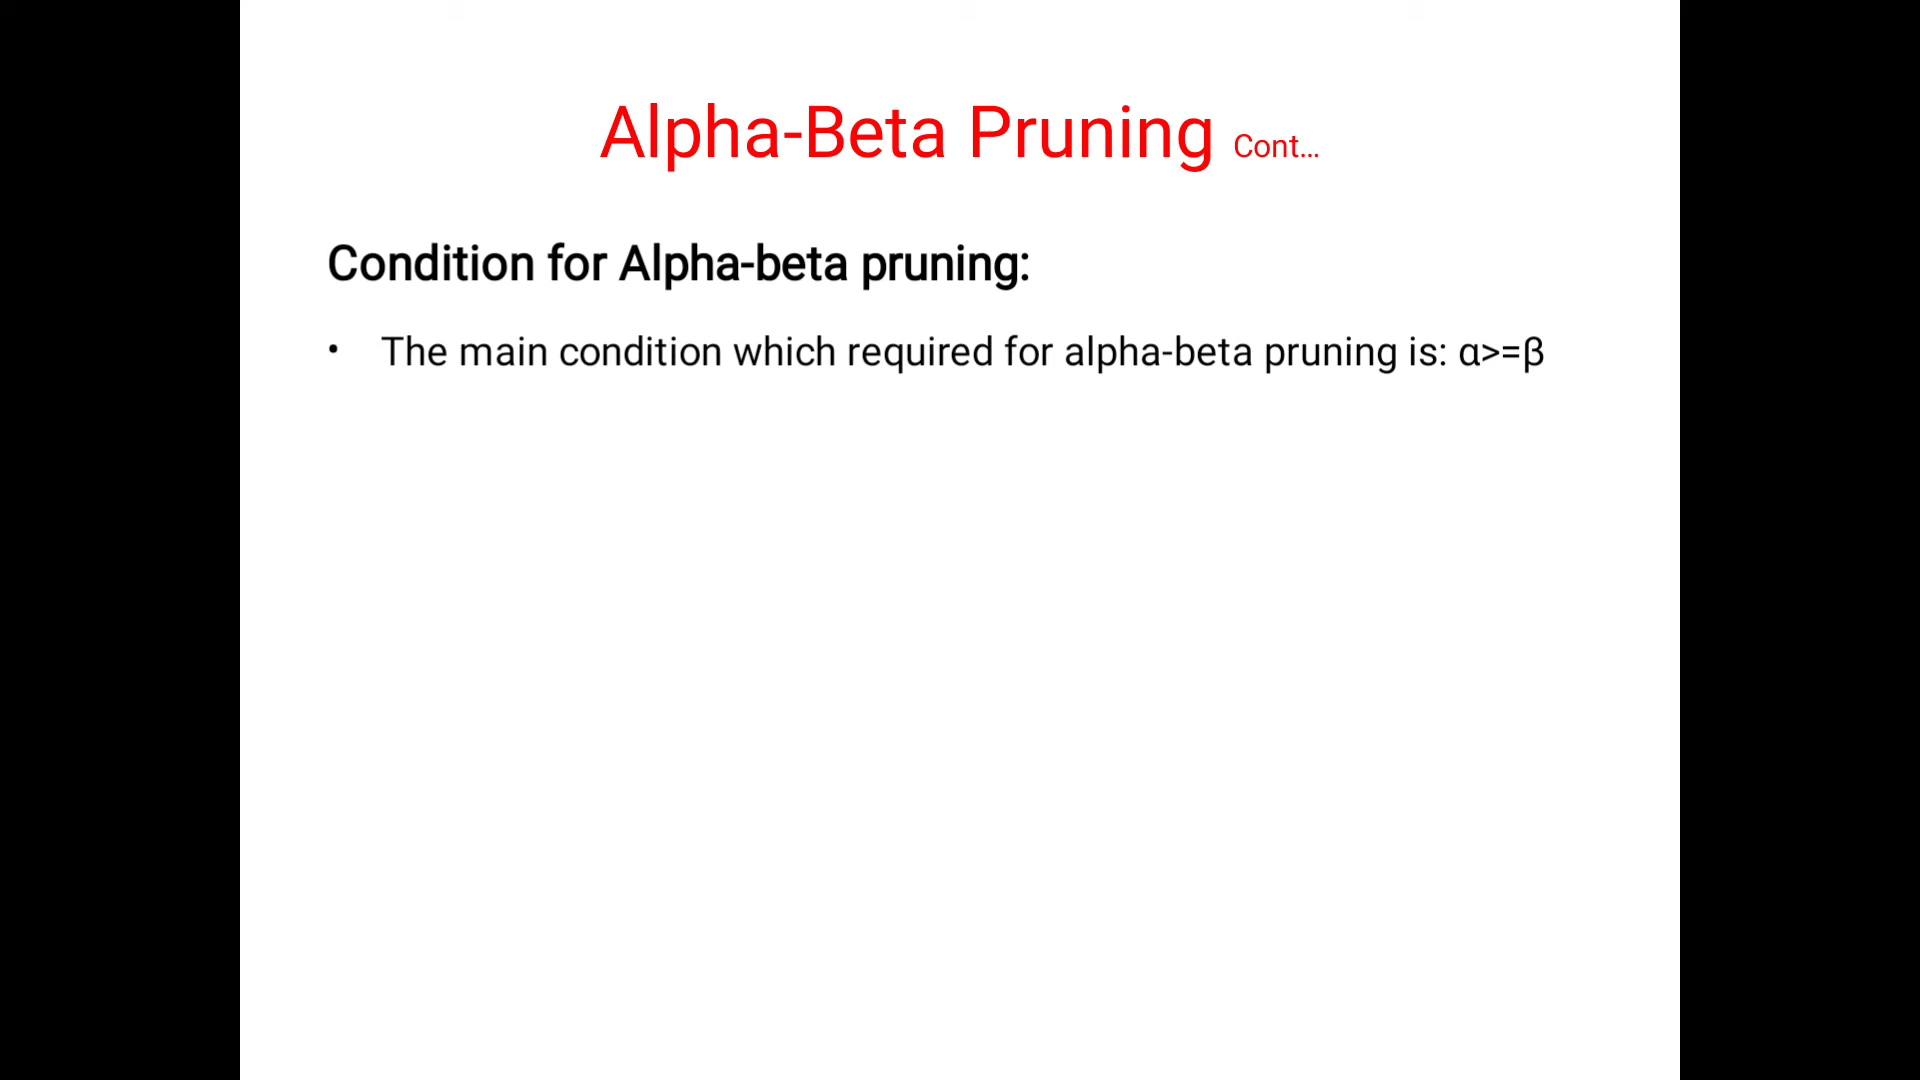 Alpha-Beta Pruning Cont...
Condition for Alpha-beta pruning:
• The main condition which required for alpha-beta pruning is: α>=β